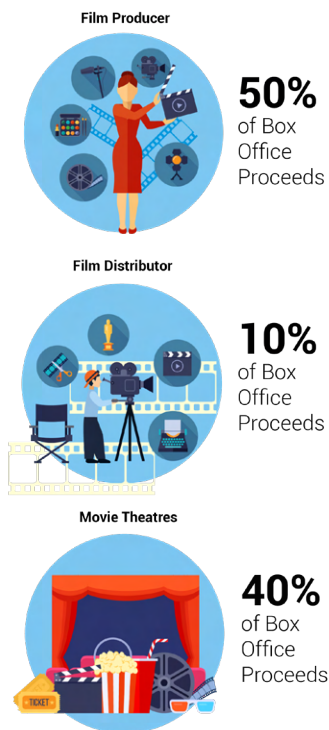 Film Producer
50%
of Box
Office
Proceeds
Film Distributor
10%
of Box
Office
Proceeds
Movie Theatres
40%
of Box
Office
Proceeds
TICKET